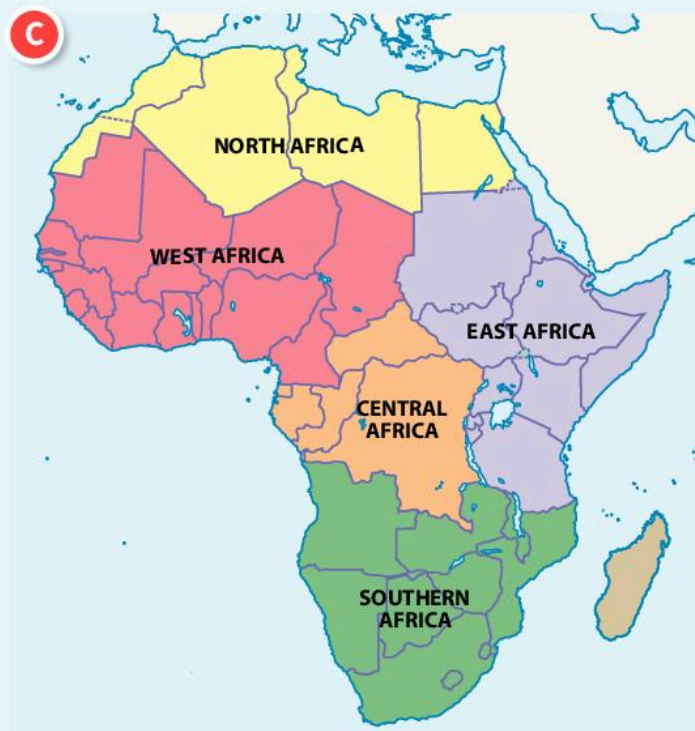 C
NORTH AFRICA
WEST AFRICA
EAST AFRICA
CENTRAL
AFRICA
SOUTHERN
AFRICA